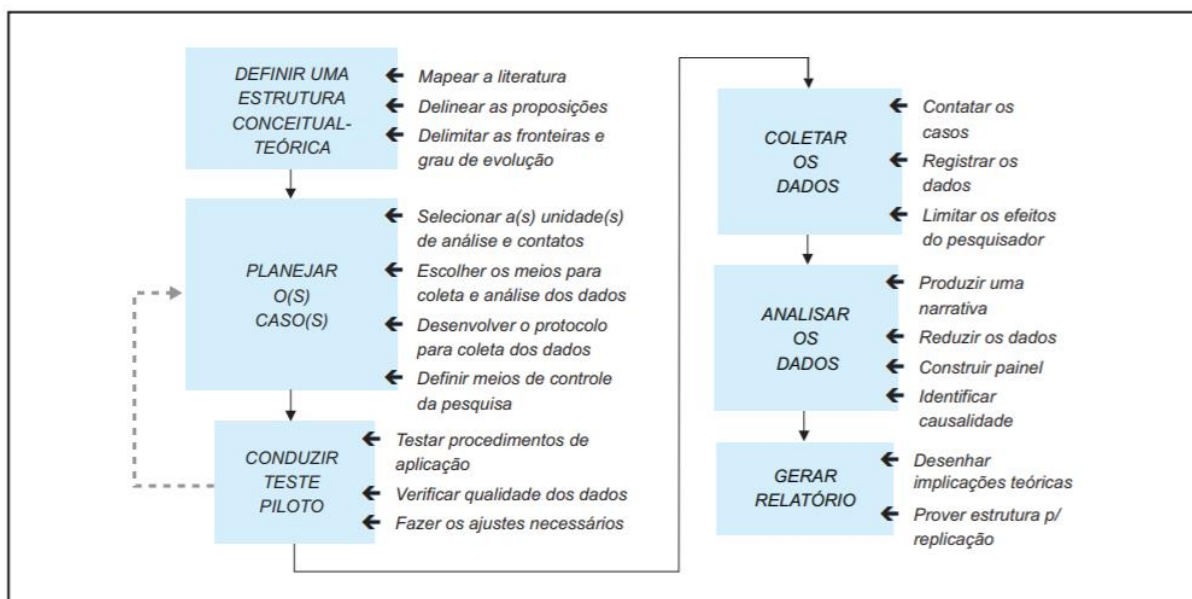 DEFINIR UMA
ESTRUTURA
CONCEITUAL-
TEÓRICA
Mapear a literatura
Delinear as proposições
Delimitar as fronteiras e
grau de evolução
PLANEJAR
O(S)
CASO(S)
Selecionar a(s) unidade(s)
de análise e contatos
Escolher os meios para
coleta e análise dos dados
Desenvolver o protocolo
para coleta dos dados
Definir meios de controle
da pesquisa
CONDUZIR
TESTE
PILOTO
Testar procedimentos de
aplicação
Verificar qualidade dos dados
Fazer os ajustes necessários
COLETAR
OS
DADOS
Contatar os
casos
Registrar os
dados
Limitar os efeitos
do pesquisador
ANALISAR
OS
DADOS
Produzir uma
narrativa
Reduzir os dados
Construir painel
Identificar
causalidade
GERAR
RELATÓRIO
Desenhar
implicações teóricas
Prover estrutura p/
replicação